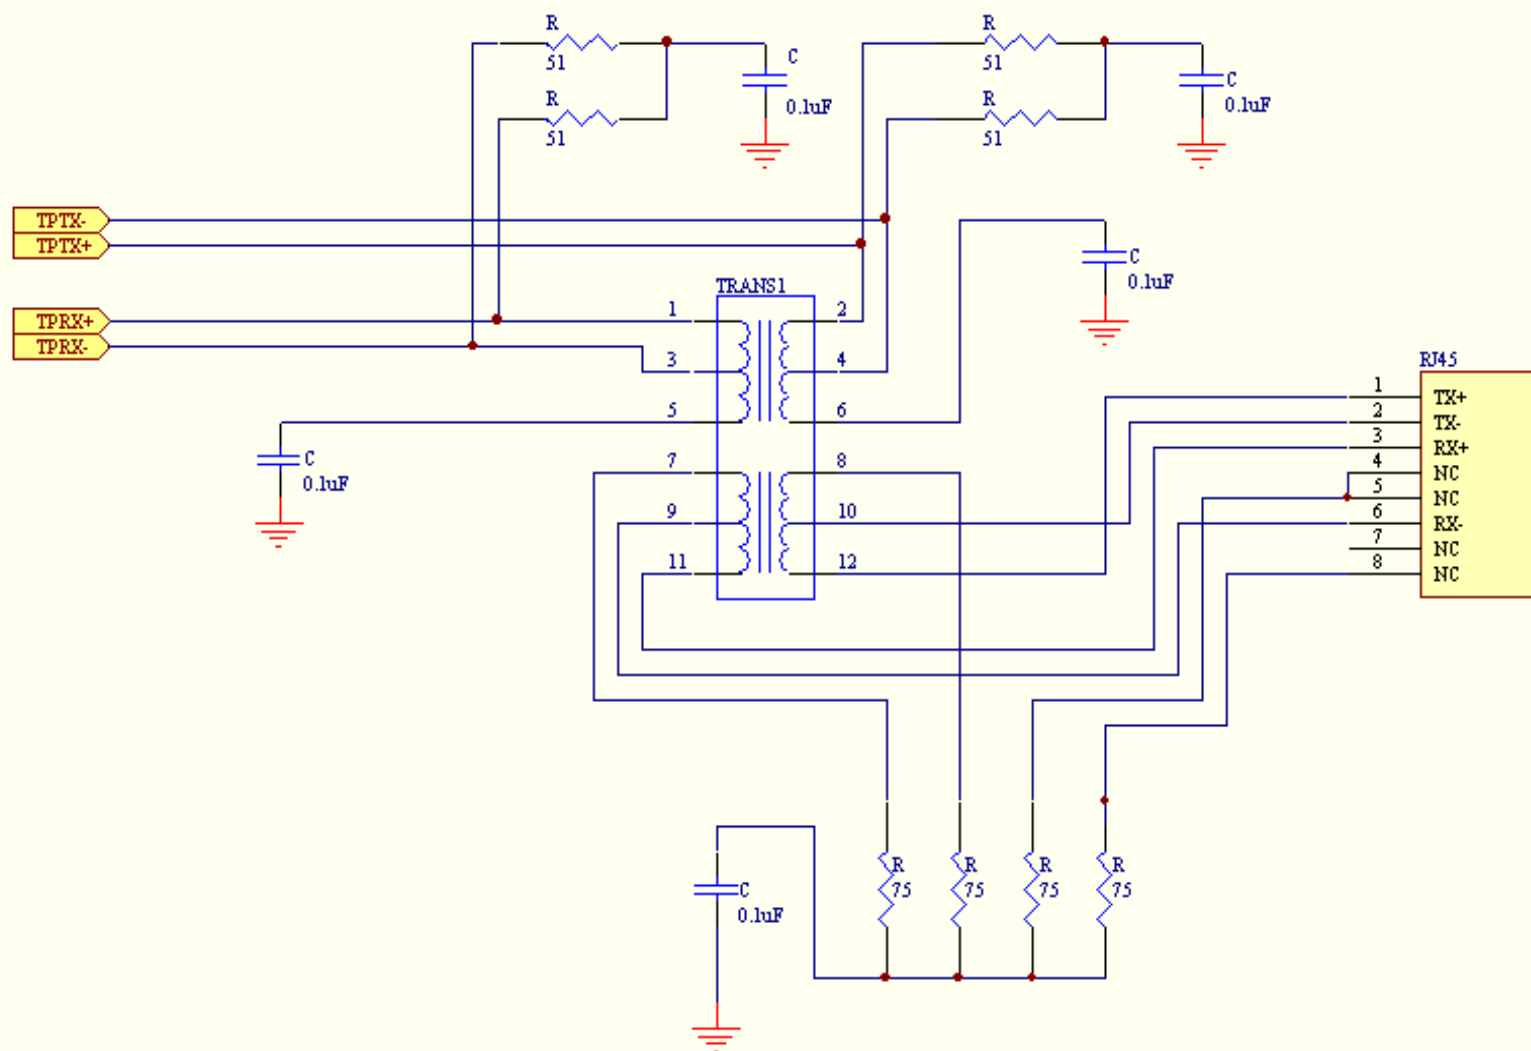 R
51
R
51
C
0.1uF
R
51
R
51
C
0.1uF
TPTX-
TPTX+
TPRX+
TPRX-
TRANS1
1
2
3
4
5
6
7
8
9
10
11
12
C
0.1uF
C
0.1uF
RJ45
1 TX+
2 TX-
3 RX+
4 NC
5 NC
6 RX-
7 NC
8 NC
C
0.1uF
R
75
R
75
R
75
R
75